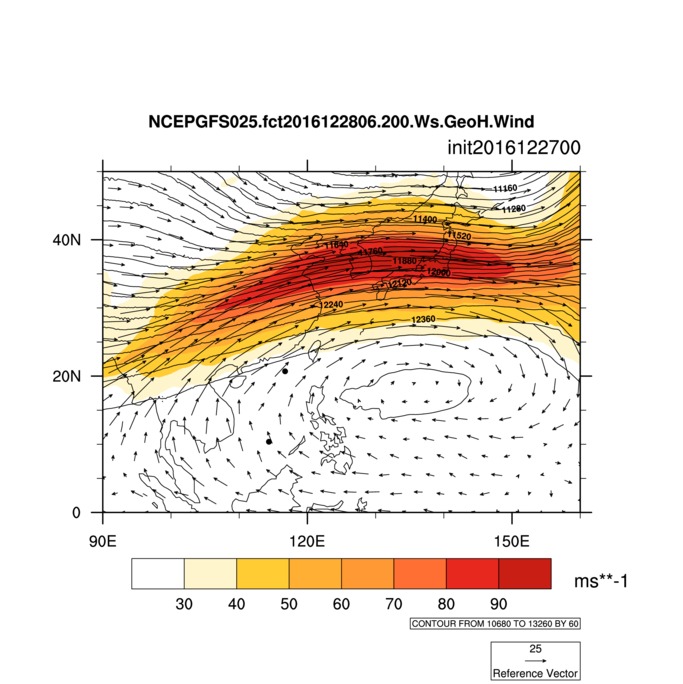 NCEPGFS025.fct2016122806.200.Ws.GeoH.Wind
init2016122700
11160
11280
11400
11520
11640
11760
11880
12000
12120
12240
12360
40N
20N
0
90E 120E 150E
30 40 50 60 70 80 90
ms**-1
CONTOUR FROM 10680 TO 13260 BY 60
25
Reference Vector